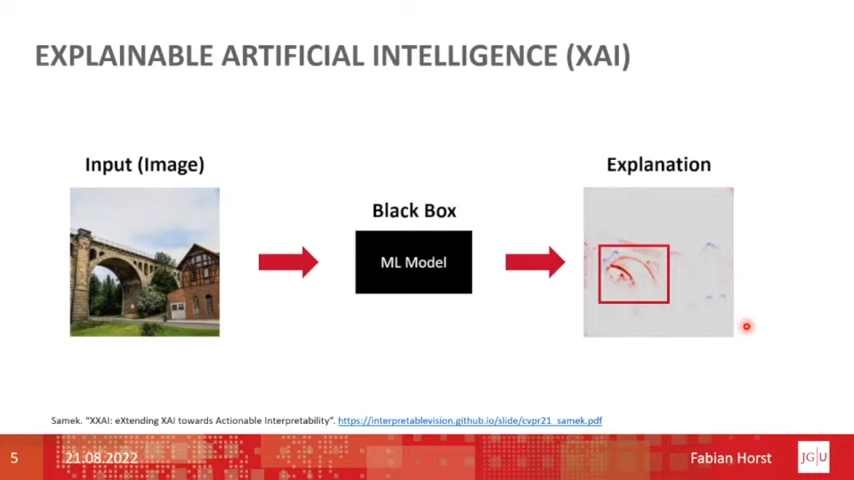 EXPLAINABLE ARTIFICIAL INTELLIGENCE (XAI)
Input (Image)
Black Box
ML Model
Explanation
Samek. "XXAI: eXtending XAI towards Actionable Interpretability". https://interpretablevision.github.io/slide/cvpr21_samek.pdf
5
21.08.2022
Fabian Horst
JG|U